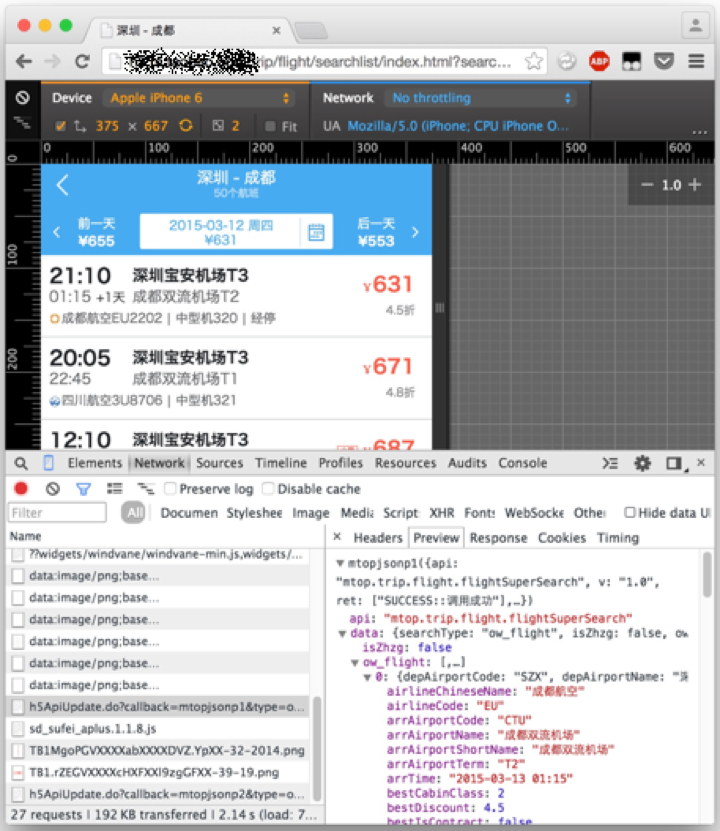 深圳 - 成都
rip/flight/searchlist/index.html?searc...
ABP
Device Apple iPhone 6 Network No throttling
375 × 667 2 Fit UA Mozilla/5.0 (iPhone; CPU iPhone O...
...
0 100 200 300 400 500 600
0
100
200
1.0
深圳 - 成都
50个航班
前一天
¥655
2015-03-12 周四
¥631
后一天
¥553
21:10 深圳宝安机场T3
¥631
01:15 +1天 成都双流机场T2
4.5折
成都航空EU2202 | 中型机320 | 经停
20:05 深圳宝安机场T3
¥671
22:45 成都双流机场T1
4.8折
四川航空3U8706 | 中型机321
12:10 深圳宝安机场T3
¥687
Elements Network Sources Timeline Profiles Resources Audits Console
Preserve log Disable cache
Filter All Documen Styleshee Image Media Script XHR Fonts WebSocke Other Hide data U
Name
??widgets/windvane/windvane-min.js,widgets/...
data:image/png;base...
data:image/png;base...
data:image/png;base...
data:image/png;base...
data:image/png;base...
data:image/png;base...
h5ApiUpdate.do?callback=mtopjsonp1&type=o...
sd_sufei_aplus.1.1.8.js
TB1MgoPGVXXXXabXXXXDVZ.YpXX-32-2014.png
TB1.rZEGVXXXXcHXFXXl9zgGFXX-39-19.png
h5ApiUpdate.do?callback=mtopjsonp2&type=o...
27 requests | 192 KB transferred | 2.14 s (load: 7...
× Headers Preview Response Cookies Timing
mtopjsonp1({api:
"mtop.trip.flight.flightSuperSearch", v: "1.0",
ret: ["SUCCESS::调用成功"],…})
api: "mtop.trip.flight.flightSuperSearch"
data: {searchType: "ow_flight", isZhzg: false, ow
isZhzg: false
ow_flight: [,…]
0: {depAirportCode: "SZX", depAirportName: "深
airlineChineseName: "成都航空"
airlineCode: "EU"
arrAirportCode: "CTU"
arrAirportName: "成都双流机场"
arrAirportShortName: "成都双流机场"
arrAirportTerm: "T2"
arrTime: "2015-03-13 01:15"
bestCabinClass: 2
bestDiscount: 4.5
bestIsContract: false